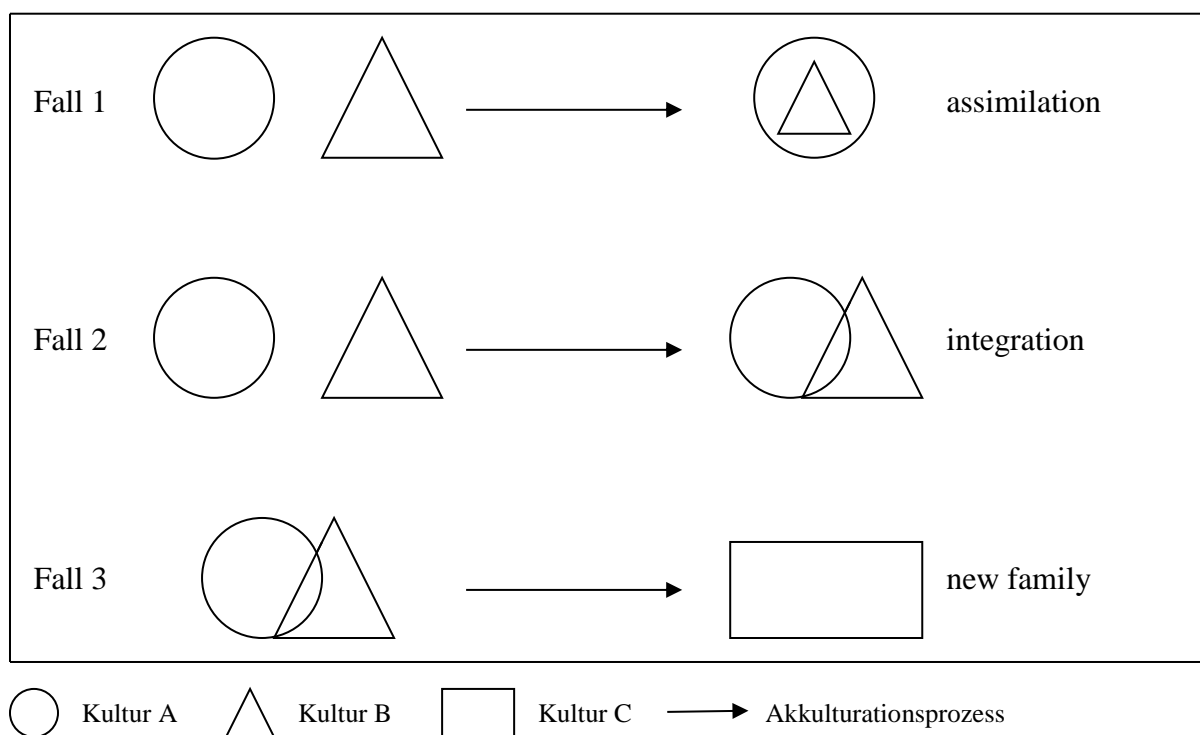 Fall 1 assimilation
Fall 2 integration
Fall 3 new family
Kultur A Kultur B Kultur C Akkulturationsprozess